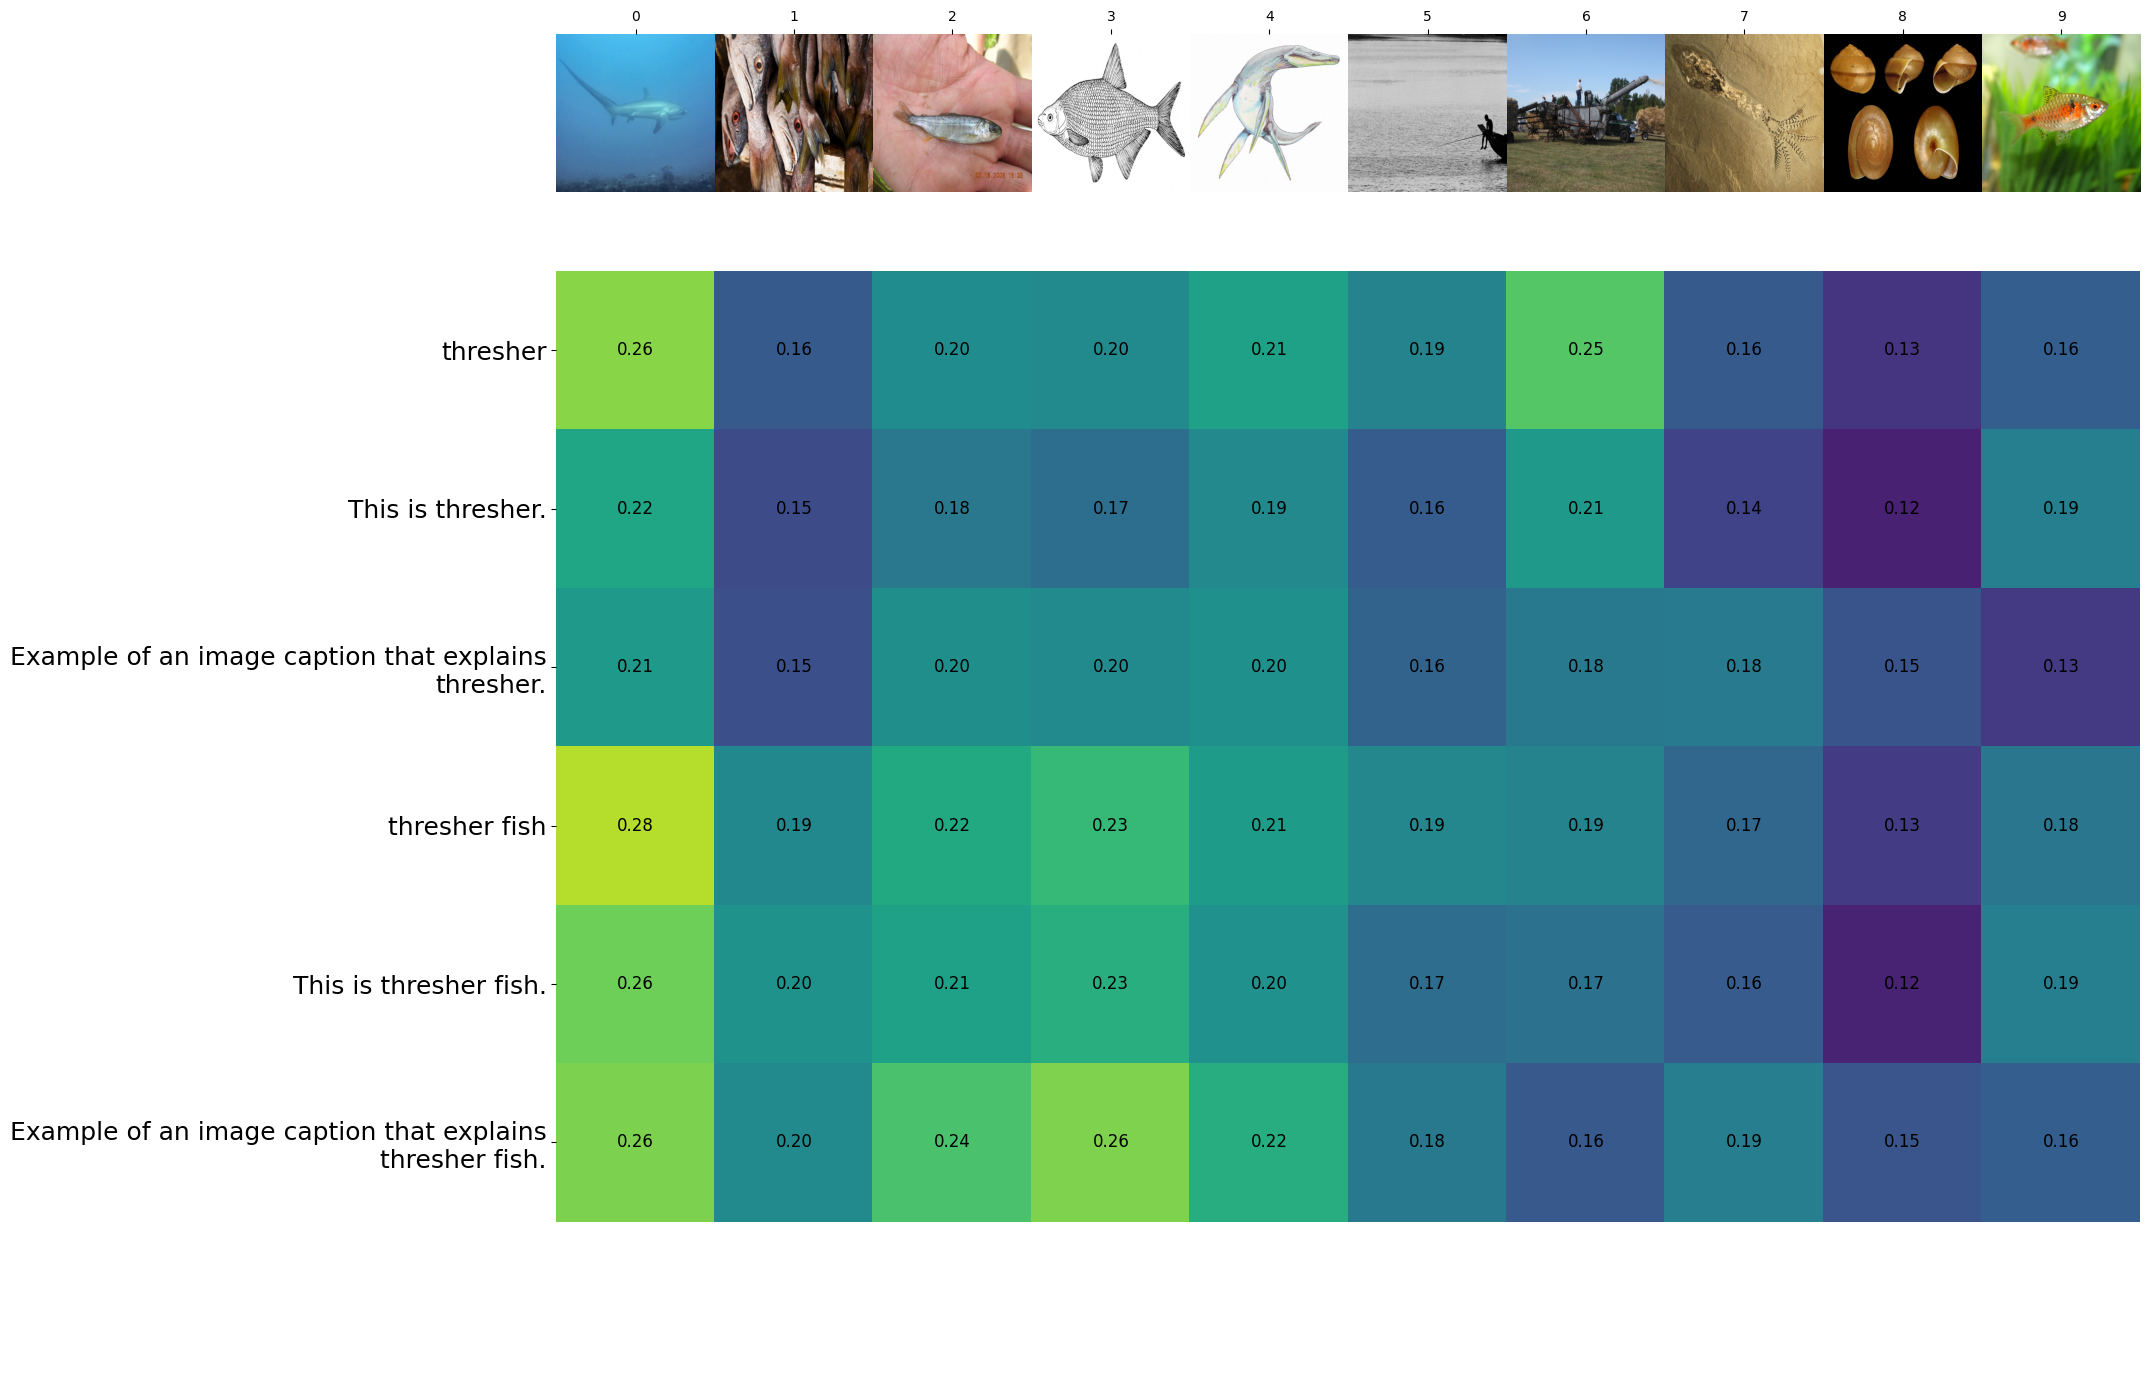 0 1 2 3 4 5 6 7 8 9
thresher 0.26 0.16 0.20 0.20 0.21 0.19 0.25 0.16 0.13 0.16
This is thresher. 0.22 0.15 0.18 0.17 0.19 0.16 0.21 0.14 0.12 0.19
Example of an image caption that explains
thresher. 0.21 0.15 0.20 0.20 0.20 0.16 0.18 0.18 0.15 0.13
thresher fish 0.28 0.19 0.22 0.23 0.21 0.19 0.19 0.17 0.13 0.18
This is thresher fish. 0.26 0.20 0.21 0.23 0.20 0.17 0.17 0.16 0.12 0.19
Example of an image caption that explains
thresher fish. 0.26 0.20 0.24 0.26 0.22 0.18 0.16 0.19 0.15 0.16